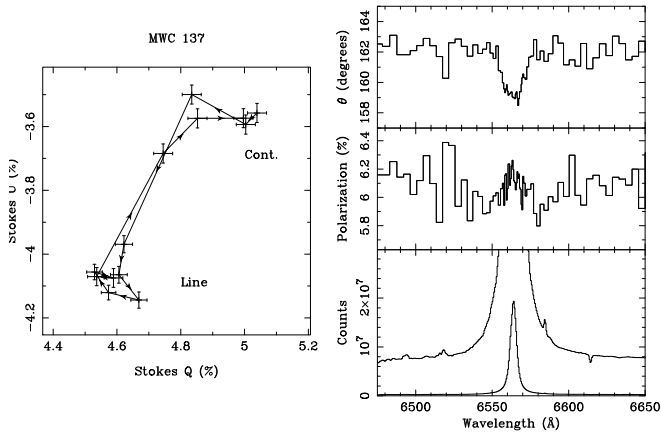 MWC 137
Stokes U (%)
−3.6
−3.8
−4
−4.2
Cont.
Line
4.4
4.6
4.8
5
5.2
Stokes Q (%)
θ (degrees)
164
162
160
158
Polarization (%)
6.4
6.2
6
5.8
Counts
2×10⁷
10⁷
0
6500
6550
6600
6650
Wavelength (Å)